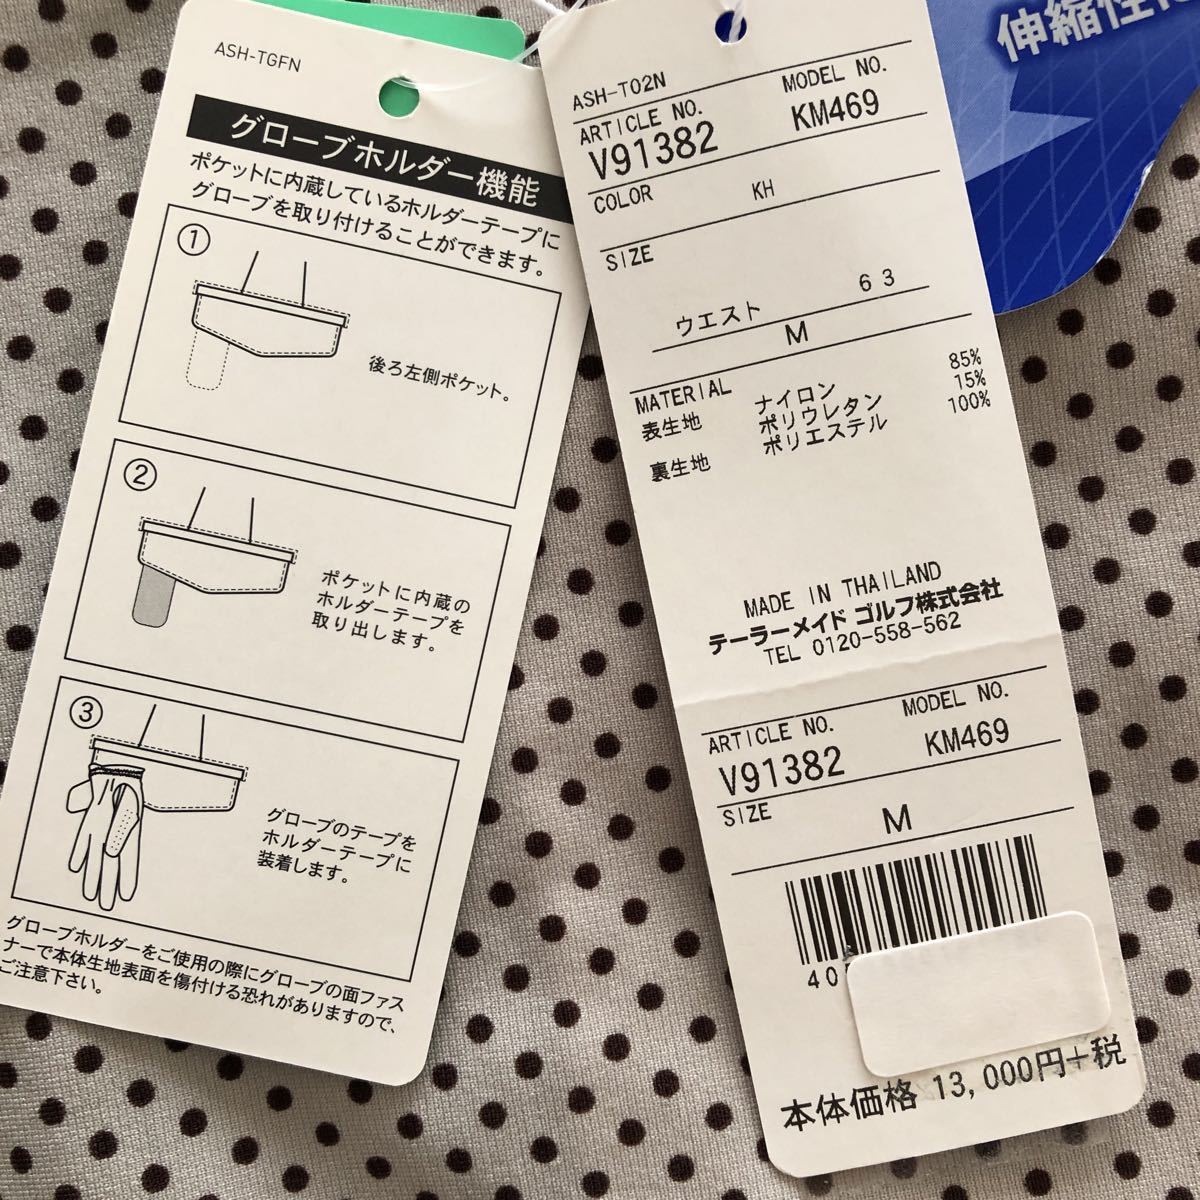 ASH-TGFN
グローブホルダー機能
ポケットに内蔵しているホルダーテープに
グローブを取り付けることができます。
①
後ろ左側ポケット。
②
ポケットに内蔵の
ホルダーテープを
取り出します。
③
グローブのテープを
ホルダーテープに
装着します。
グローブホルダーをご使用の際にグローブの面ファス
ナーで本体生地表面を傷付ける恐れがありますので、
ご注意下さい。
ASH-T02N
ARTICLE NO. MODEL NO.
V91382 KM469
COLOR KH
SIZE
ウエスト 63
M
MATERIAL
表生地 ナイロン 85%
ポリウレタン 15%
裏生地 ポリエステル 100%
MADE IN THAILAND
テーラーメイド ゴルフ株式会社
TEL 0120-558-562
ARTICLE NO. MODEL NO.
V91382 KM469
SIZE
M
40
本体価格 13,000円+税
伸縮性